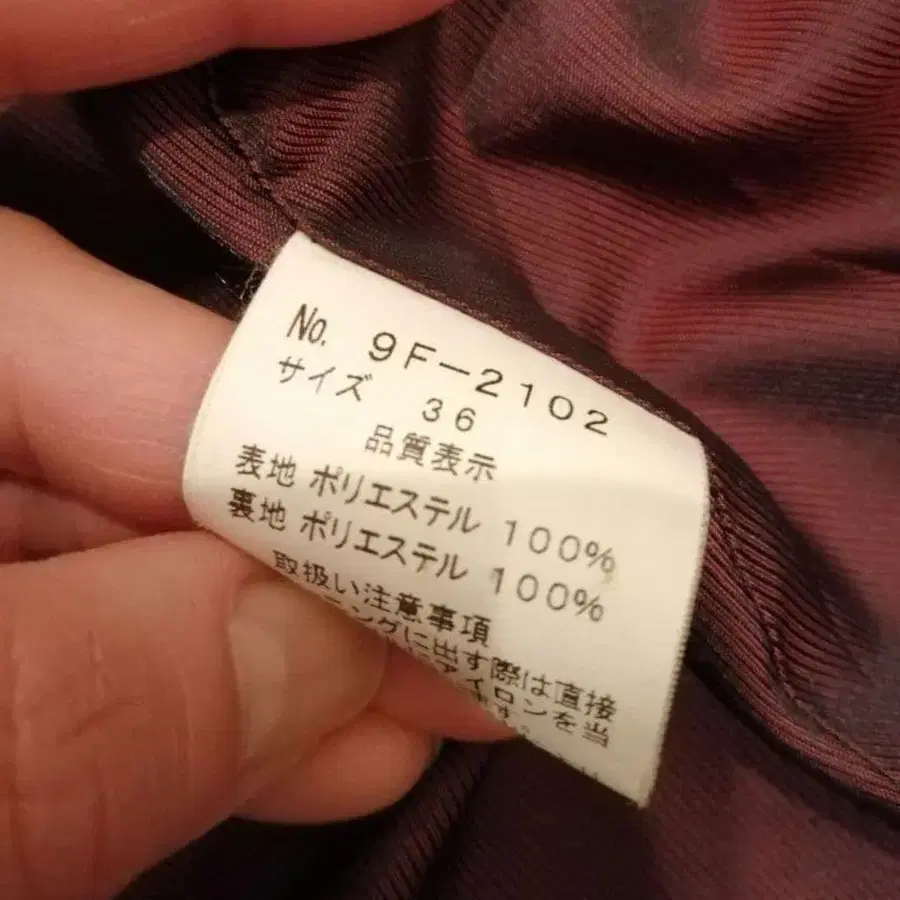 No. 9F-2102
サイズ 36
品質表示
表地 ポリエステル 100%
裏地 ポリエステル 100%
取扱い注意事項
ングに出す際は直接
アイロンを当